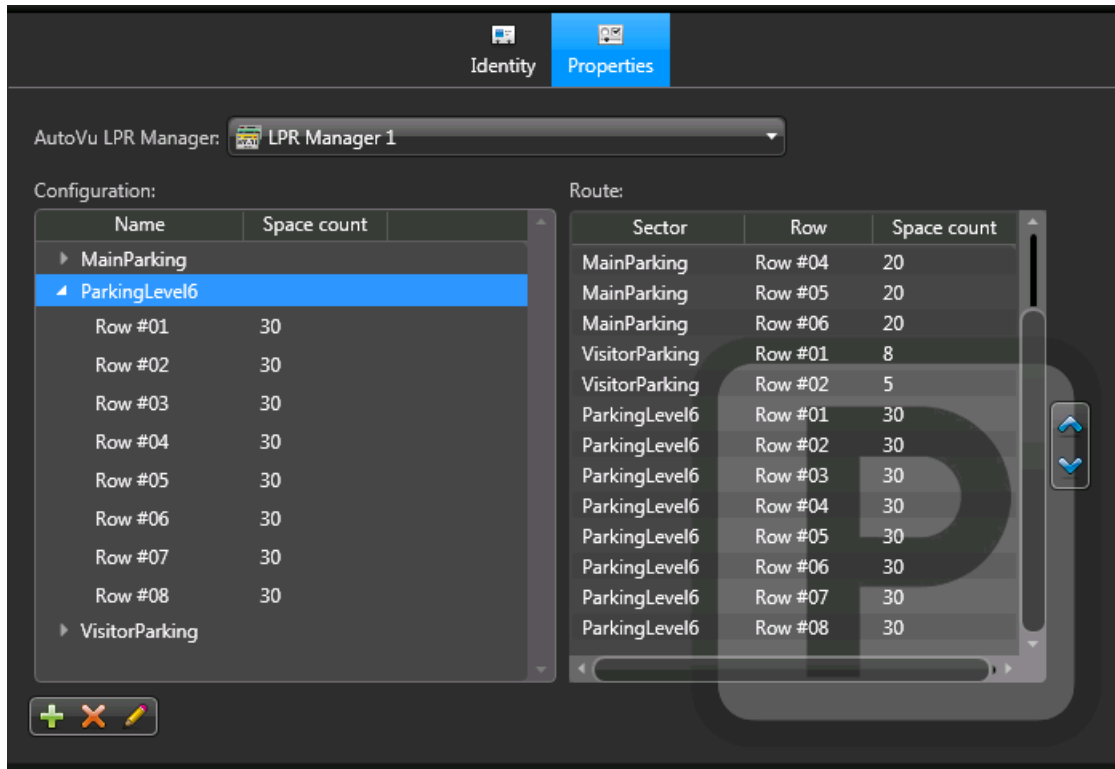 Identity Properties
AutoVu LPR Manager: LPR Manager 1
Configuration:
Name Space count
MainParking
ParkingLevel6
Row #01 30
Row #02 30
Row #03 30
Row #04 30
Row #05 30
Row #06 30
Row #07 30
Row #08 30
VisitorParking
Route:
Sector Row Space count
MainParking Row #04 20
MainParking Row #05 20
MainParking Row #06 20
VisitorParking Row #01 8
VisitorParking Row #02 5
ParkingLevel6 Row #01 30
ParkingLevel6 Row #02 30
ParkingLevel6 Row #03 30
ParkingLevel6 Row #04 30
ParkingLevel6 Row #05 30
ParkingLevel6 Row #06 30
ParkingLevel6 Row #07 30
ParkingLevel6 Row #08 30
P